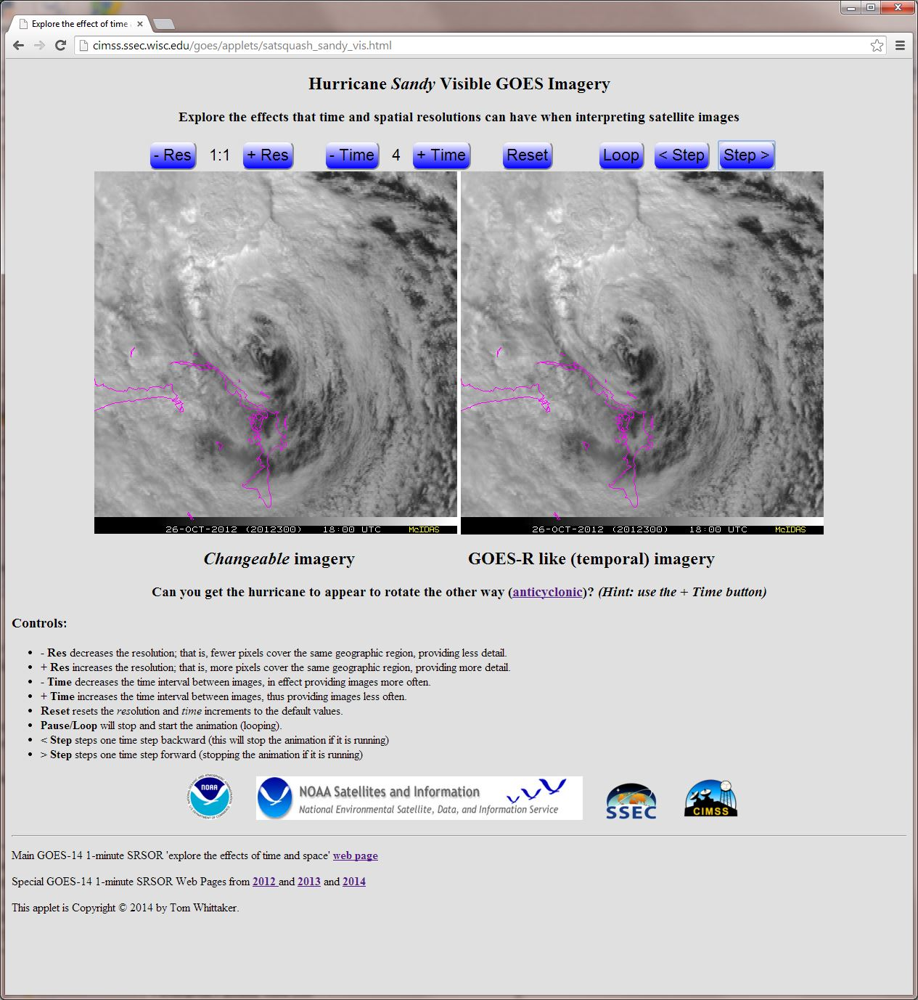 Explore the effect of time
cimss.ssec.wisc.edu/goes/applets/satsquash_sandy_vis.html
Hurricane Sandy Visible GOES Imagery
Explore the effects that time and spatial resolutions can have when interpreting satellite images
- Res 1:1 + Res - Time 4 + Time Reset Loop < Step Step >
26-OCT-2012 (2012300) 18:00 UTC McIDAS
26-OCT-2012 (2012300) 18:00 UTC McIDAS
Changeable imagery
GOES-R like (temporal) imagery
Can you get the hurricane to appear to rotate the other way (anticyclonic)? (Hint: use the + Time button)
Controls:
• - Res decreases the resolution; that is, fewer pixels cover the same geographic region, providing less detail.
• + Res increases the resolution; that is, more pixels cover the same geographic region, providing more detail.
• - Time decreases the time interval between images, in effect providing images more often.
• + Time increases the time interval between images, thus providing images less often.
• Reset resets the resolution and time increments to the default values.
• Pause/Loop will stop and start the animation (looping).
• < Step steps one time step backward (this will stop the animation if it is running)
• > Step steps one time step forward (stopping the animation if it is running)
NOAA
NOAA Satellites and Information
National Environmental Satellite, Data, and Information Service
SSEC
CIMSS
Main GOES-14 1-minute SRSOR 'explore the effects of time and space' web page
Special GOES-14 1-minute SRSOR Web Pages from 2012 and 2013 and 2014
This applet is Copyright © 2014 by Tom Whittaker.